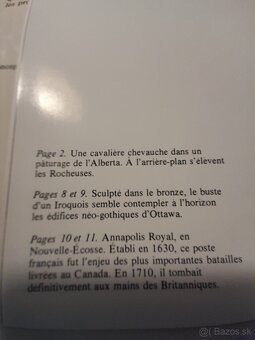 Page 2. Une cavalière chevauche dans un
pâturage de l'Alberta. À l'arrière-plan s'élèvent
les Rocheuses.
Pages 8 et 9. Sculpté dans le bronze, le buste
d'un Iroquois semble contempler à l'horizon
les édifices néo-gothiques d'Ottawa.
Pages 10 et 11. Annapolis Royal, en
Nouvelle-Écosse. Établi en 1630, ce poste
français fut l'enjeu des plus importantes batailles
livrées au Canada. En 1710, il tombait
définitivement aux mains des Britanniques.
Bazos.sk